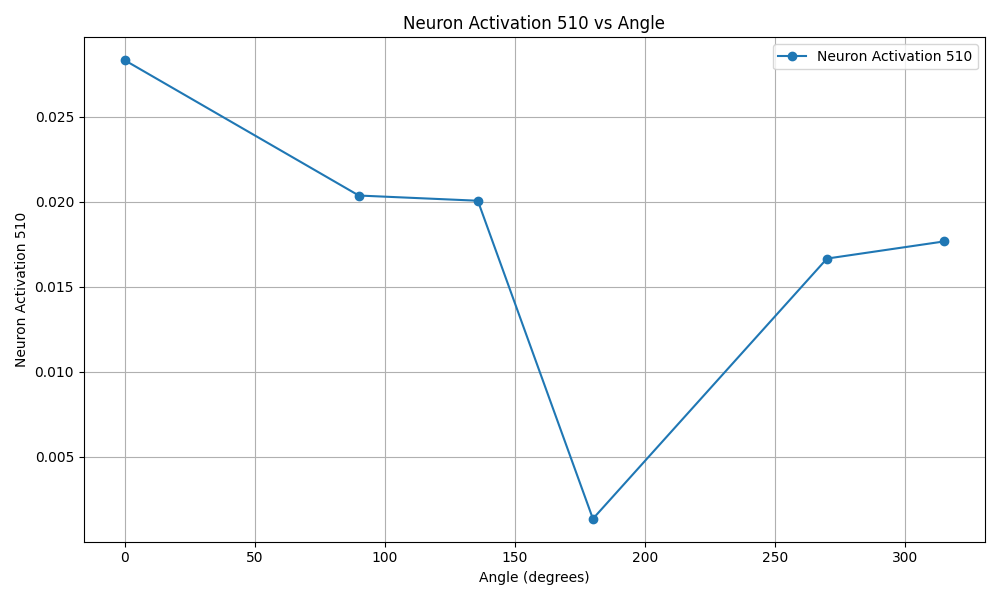 Neuron Activation 510 vs Angle
Neuron Activation 510
0.025
0.020
0.015
0.010
0.005
Neuron Activation 510
0 50 100 150 200 250 300
Angle (degrees)